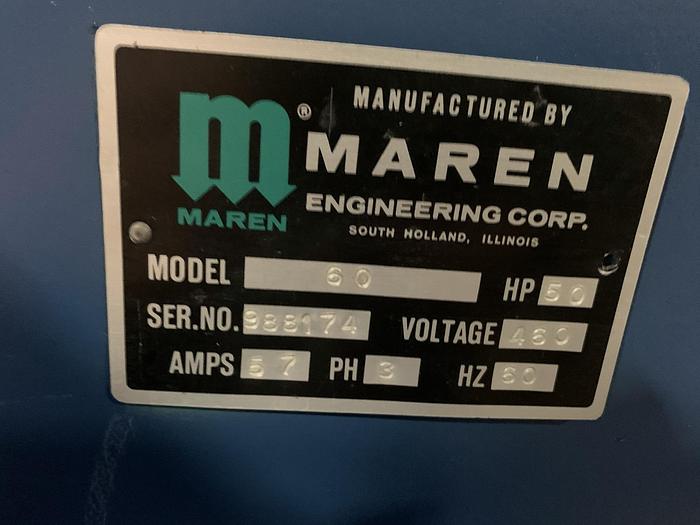 MANUFACTURED BY
m® MAREN
MAREN
ENGINEERING CORP.
SOUTH HOLLAND, ILLINOIS
MODEL 60 HP 50
SER.NO. 988174 VOLTAGE 460
AMPS 57 PH 3 HZ 60